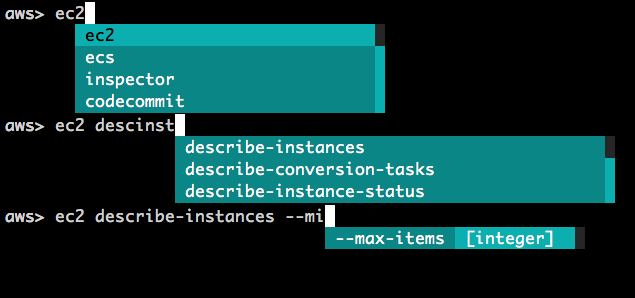 aws> ec2
ec2
ecs
inspector
codecommit
aws> ec2 descinst
describe-instances
describe-conversion-tasks
describe-instance-status
aws> ec2 describe-instances --mi
--max-items [integer]